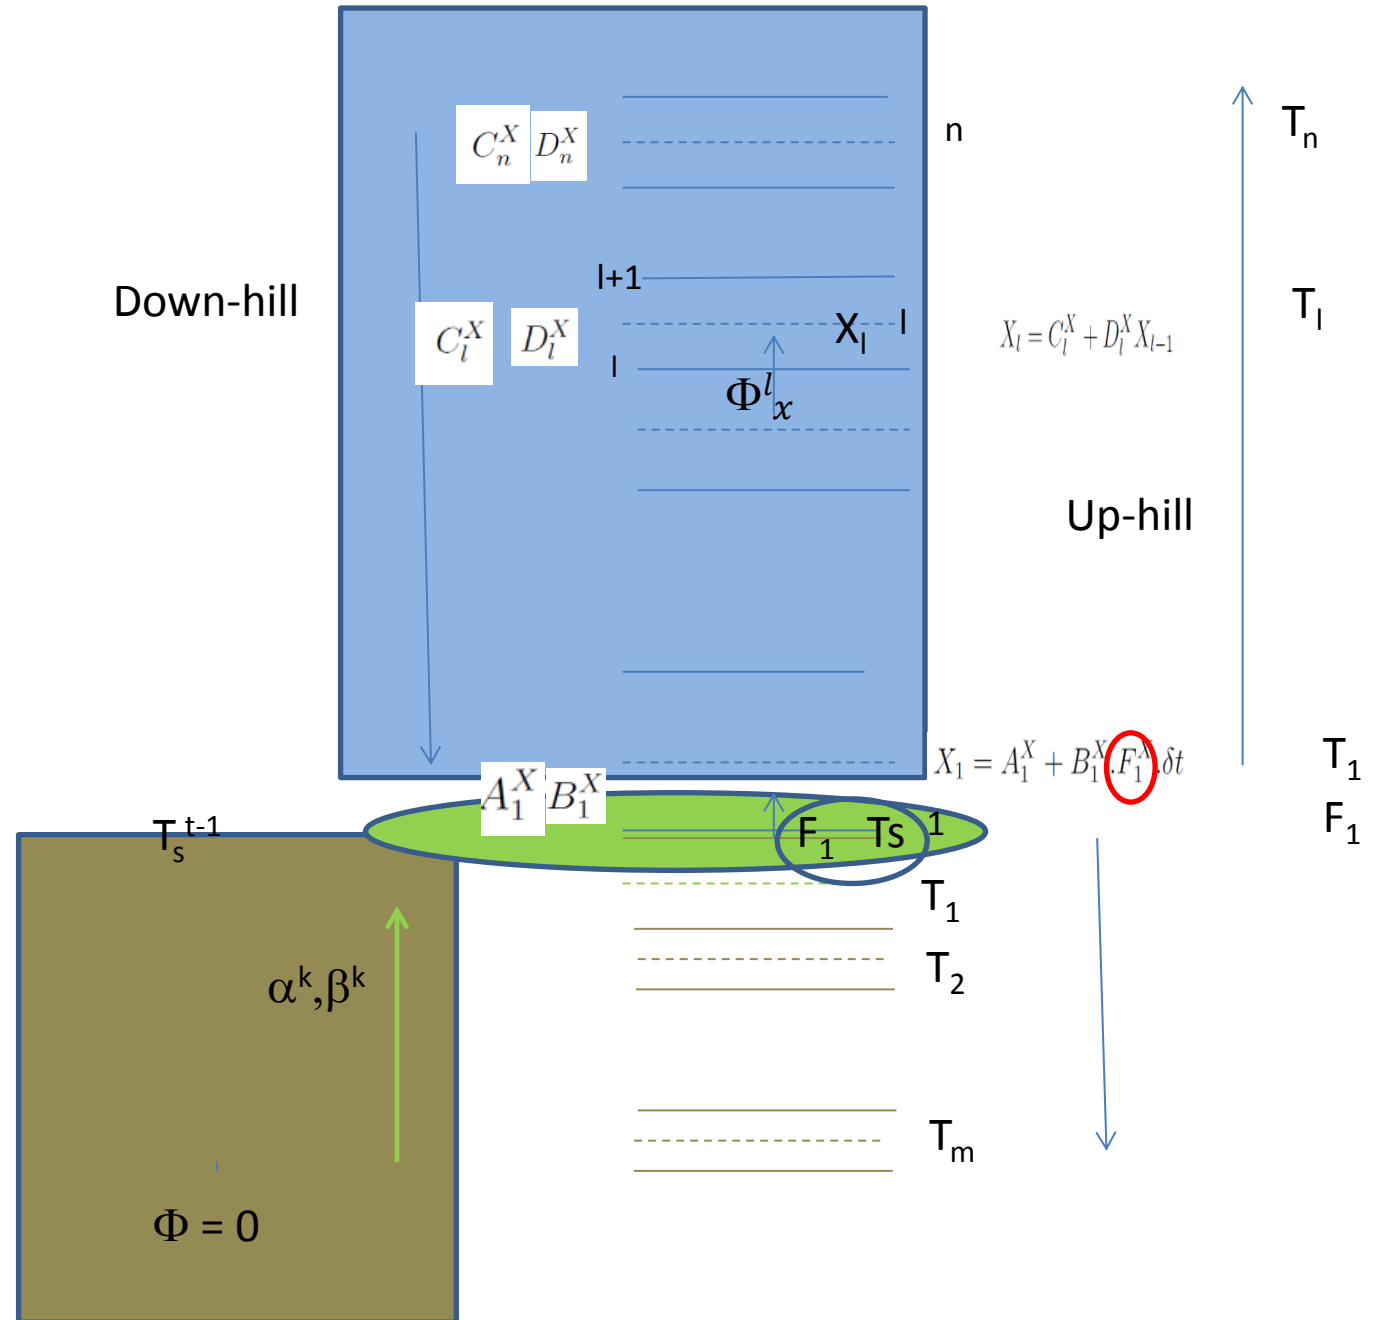 n
T_n
C_n^X D_n^X
l+1
Down-hill
T_l
X_l l
C_l^X D_l^X
X_l = C_l^X + D_l^X X_{l-1}
l
Φ^l_x
Up-hill
X_1 = A_1^X + B_1^X.F_1^X.δt
T_1
A_1^X B_1^X
F_1
T_s^{t-1}
F_1 Ts 1
T_1
T_2
α^k,β^k
T_m
Φ = 0